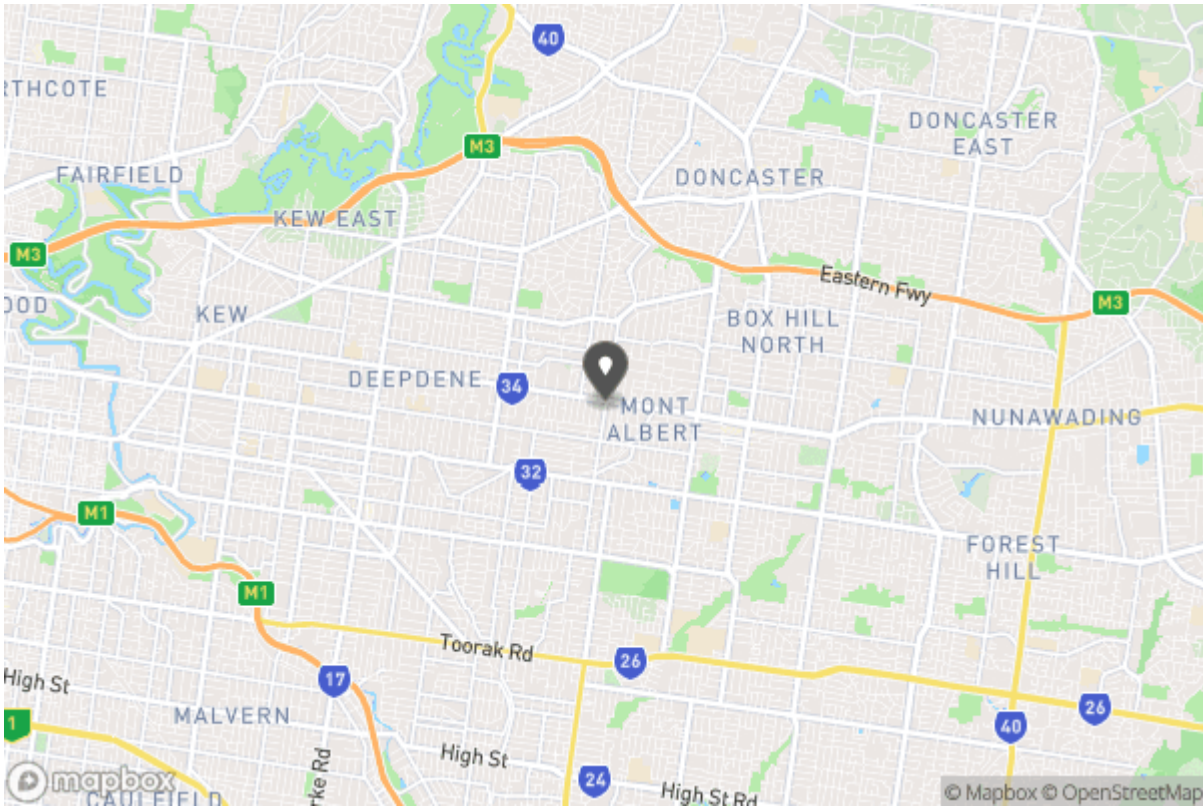 40
RTHCOTE
DONCASTER
EAST
M3
FAIRFIELD
DONCASTER
KEW EAST
M3
Eastern Fwy
M3
OOD
KEW
BOX HILL
NORTH
DEEPDENE
34
MONT
ALBERT
NUNAWADING
32
M1
FOREST
HILL
M1
Toorak Rd
26
17
High St
MALVERN
26
1
40
High St
rke Rd
24
High St Rd
mapbox
CAULFIELD
© Mapbox © OpenStreetMap